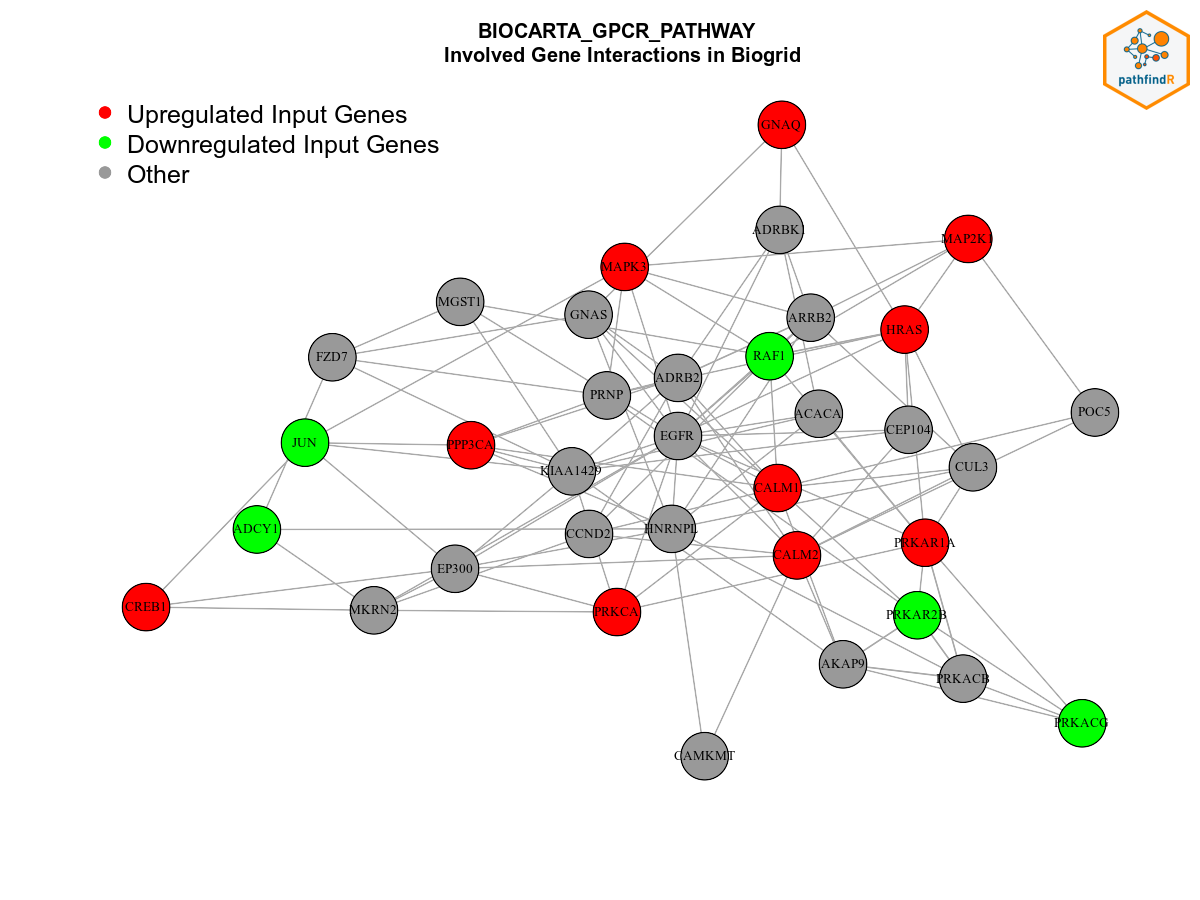 BIOCARTA_GPCR_PATHWAY
Involved Gene Interactions in Biogrid
pathfindR
Upregulated Input Genes
Downregulated Input Genes
Other
GNAQ
ADRBK1
MAP2K1
MAPK3
MGST1
GNAS
ARRB2
HRAS
FZD7
RAF1
ADRB2
PRNP
ACACA
POC5
JUN
PPP3CA
EGFR
CEP104
KIAA1429
CUL3
CALM1
ADCY1
CCND2
HNRNPL
PRKAR1A
CALM2
EP300
CREB1
MKRN2
PRKCA
PRKAR2B
AKAP9
PRKACB
PRKACG
CAMKMT